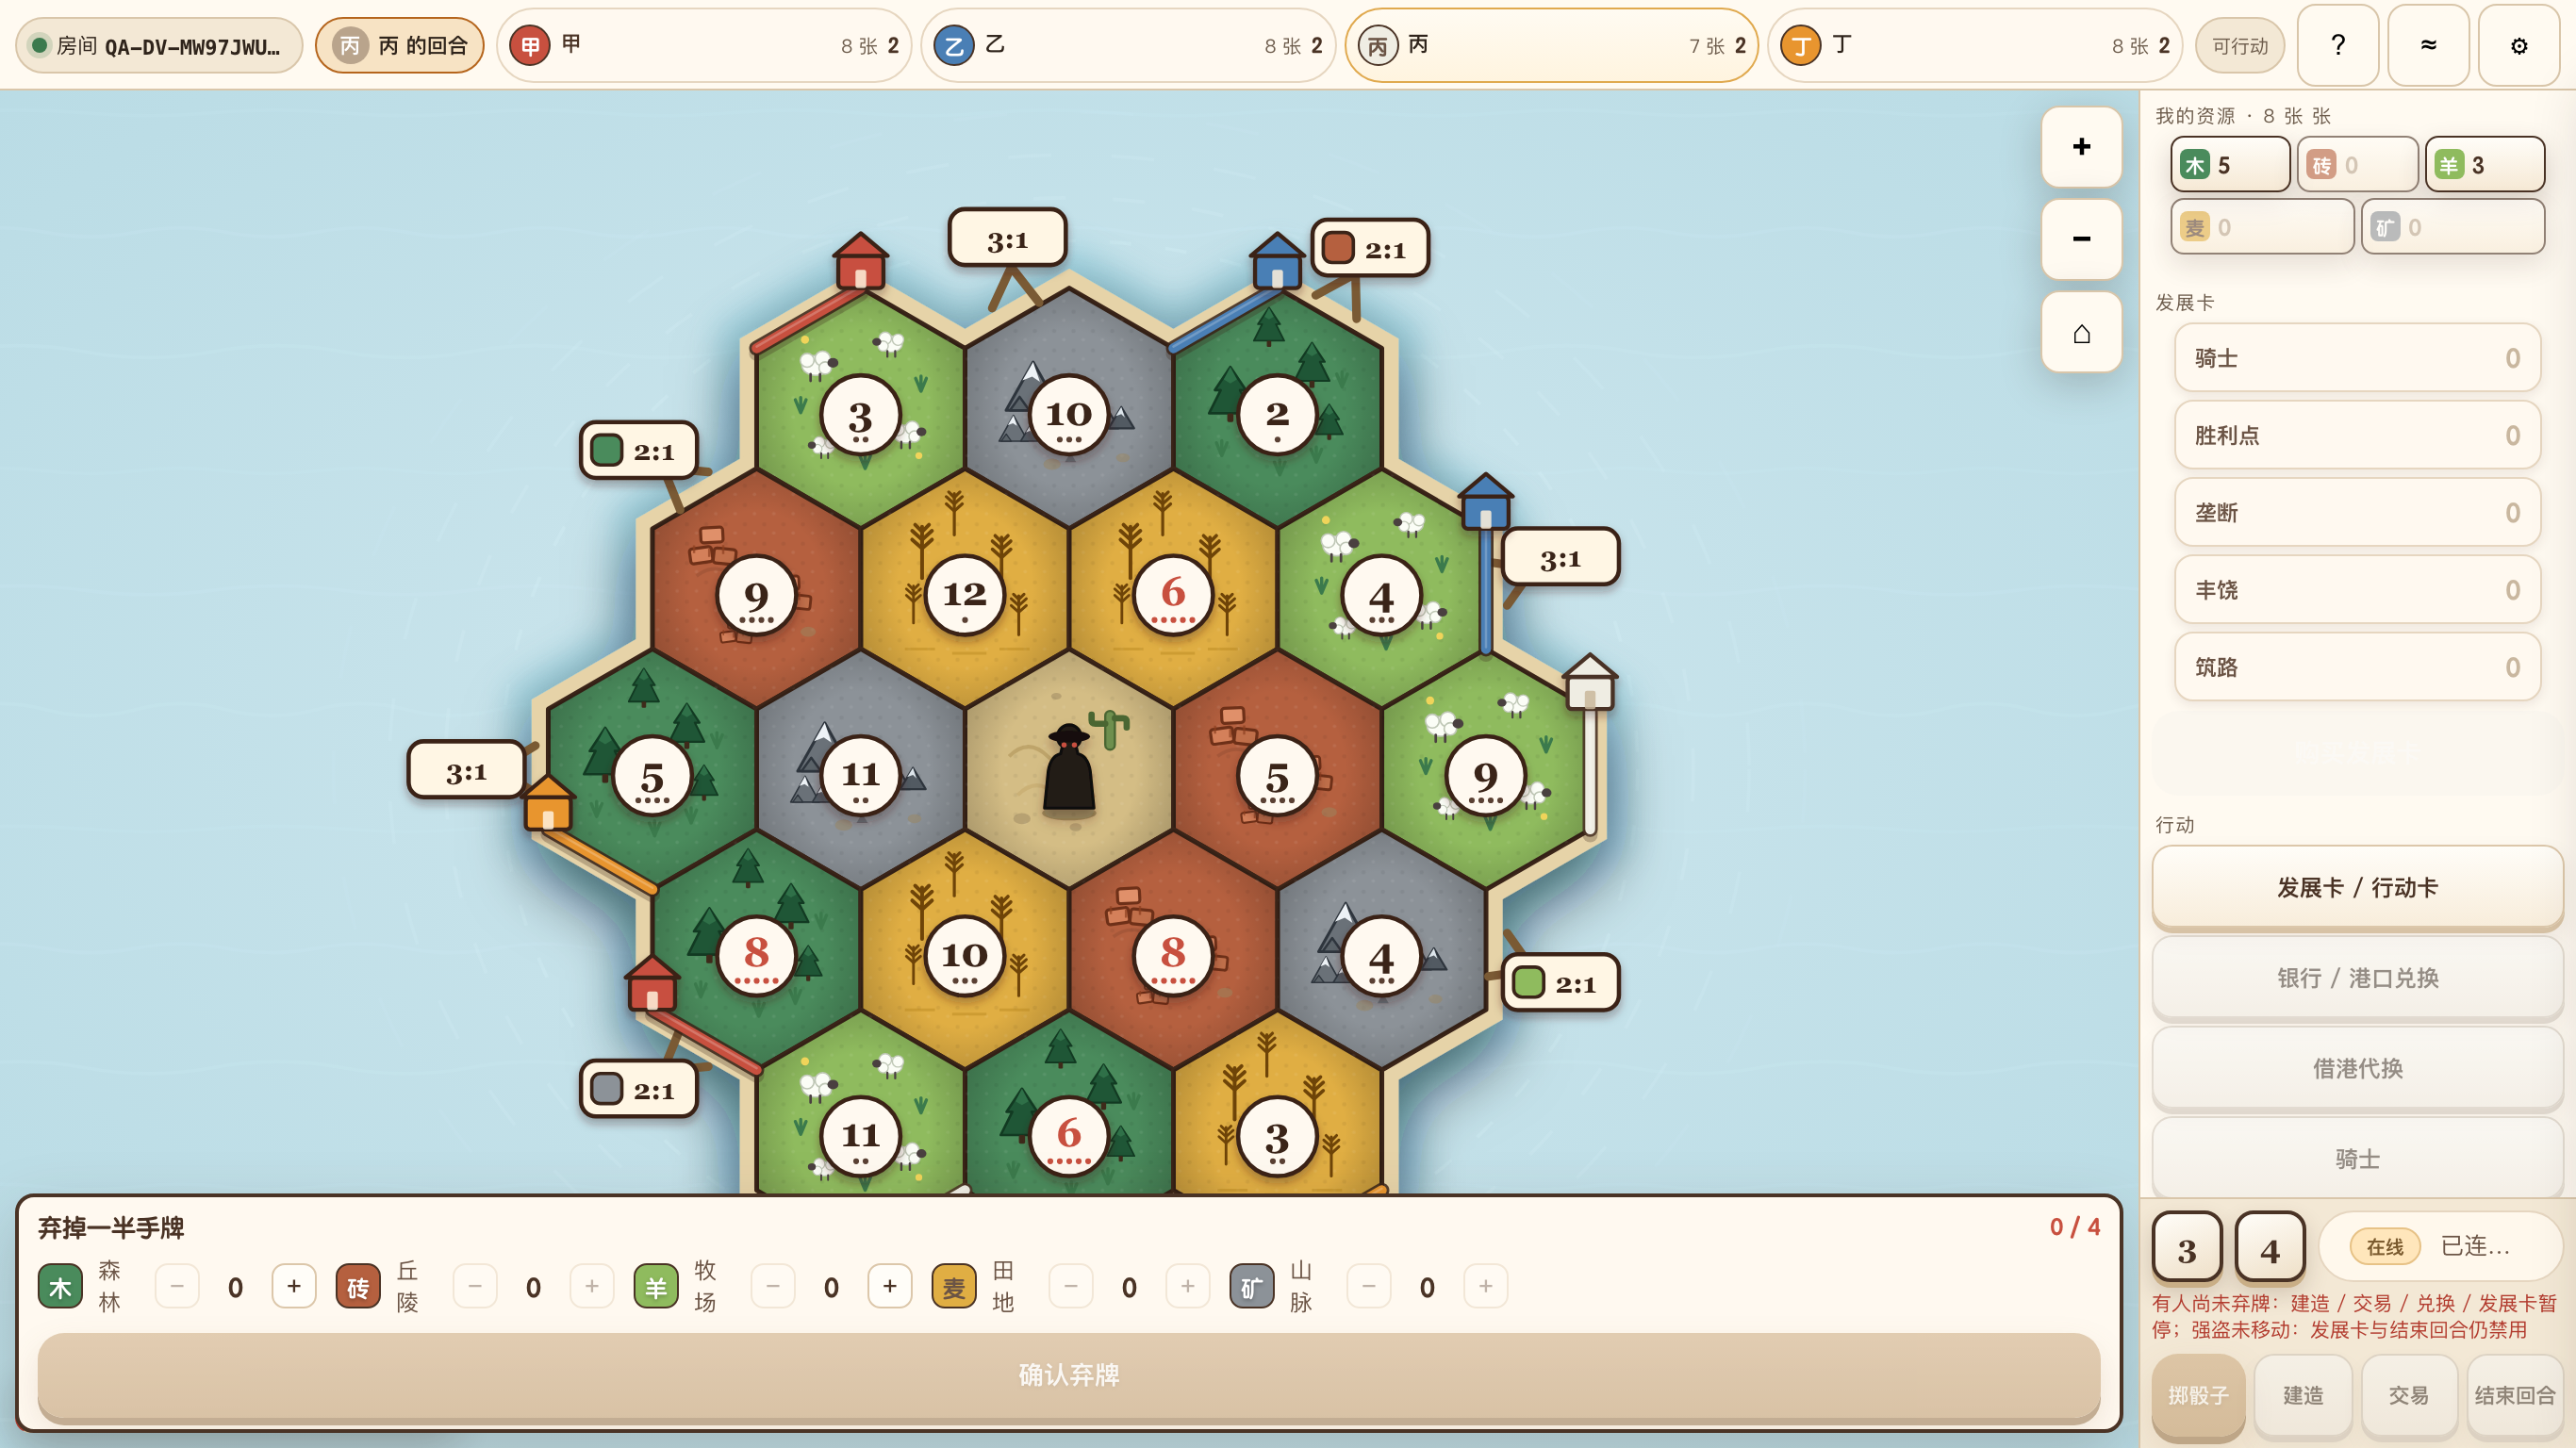 房间 QA-DV-MW97JWU…
丙 丙 的回合
甲 甲 8 张 2
乙 乙 8 张 2
丙 丙 7 张 2
丁 丁 8 张 2
可行动
?
≈
我的资源 · 8 张 张
木 5
砖 0
羊 3
麦 0
矿 0
发展卡
骑士 0
胜利点 0
垄断 0
丰饶 0
筑路 0
行动
发展卡 / 行动卡
银行 / 港口兑换
借港代换
骑士
3 4
在线 已连…
有人尚未弃牌：建造 / 交易 / 兑换 / 发展卡暂
停；强盗未移动：发展卡与结束回合仍禁用
掷骰子
建造
交易
结束回合
+
−
3:1
2:1
3 10 2
2:1
9 12 6 4
3:1
3:1
5 11 5 9
8 10 8 4
2:1
2:1
11 6 3
弃掉一半手牌 0 / 4
木 森林 − 0 +
砖 丘陵 − 0 +
羊 牧场 − 0 +
麦 田地 − 0 +
矿 山脉 − 0 +
确认弃牌